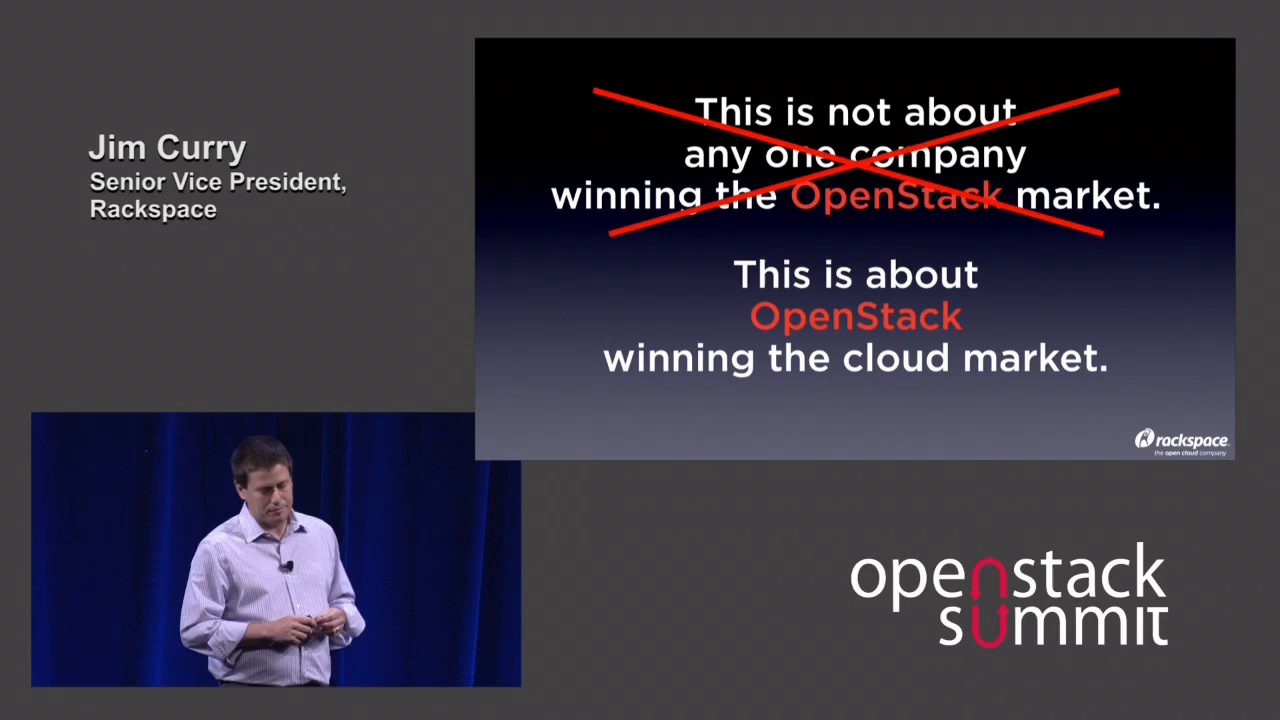 Jim Curry
Senior Vice President,
Rackspace
This is not about
any one company
winning the OpenStack market.
This is about
OpenStack
winning the cloud market.
rackspace
the open cloud company
openstack
summit